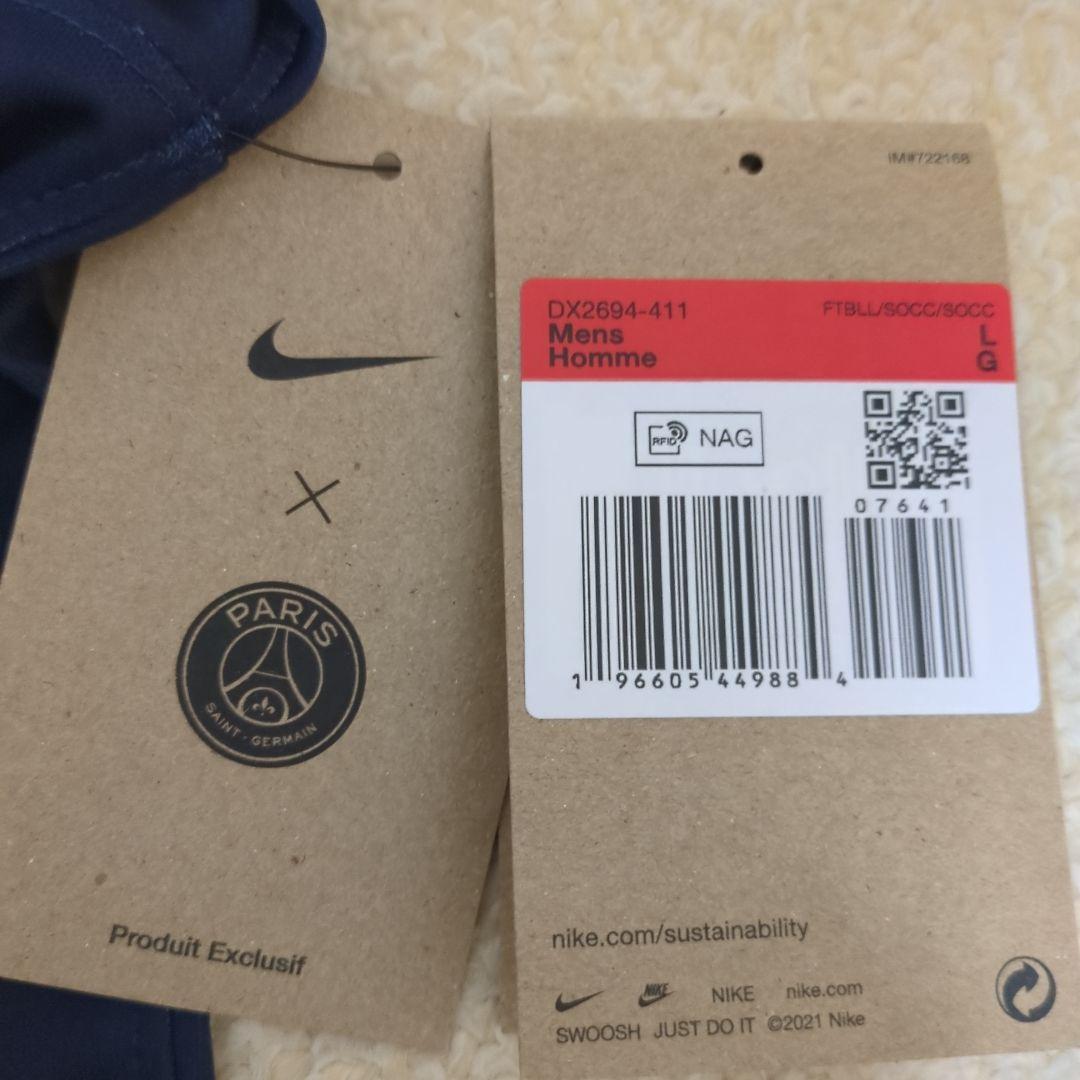 PARIS
SAINT-GERMAIN
Produit Exclusif
IM#722168
DX2694-411
FTBLL/SOCC/SOCC
Mens
L
Homme
G
RFID NAG
07641
1 96605 44988 4
nike.com/sustainability
NIKE NIKE nike.com
SWOOSH JUST DO IT ©2021 Nike